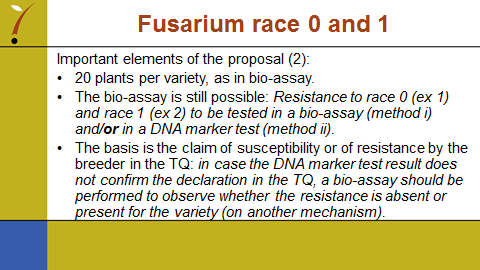 Fusarium race 0 and 1
Important elements of the proposal (2):
• 20 plants per variety, as in bio-assay.
• The bio-assay is still possible: Resistance to race 0 (ex 1)
and race 1 (ex 2) to be tested in a bio-assay (method i)
and/or in a DNA marker test (method ii).
• The basis is the claim of susceptibility or of resistance by the
breeder in the TQ: in case the DNA marker test result does
not confirm the declaration in the TQ, a bio-assay should be
performed to observe whether the resistance is absent or
present for the variety (on another mechanism).